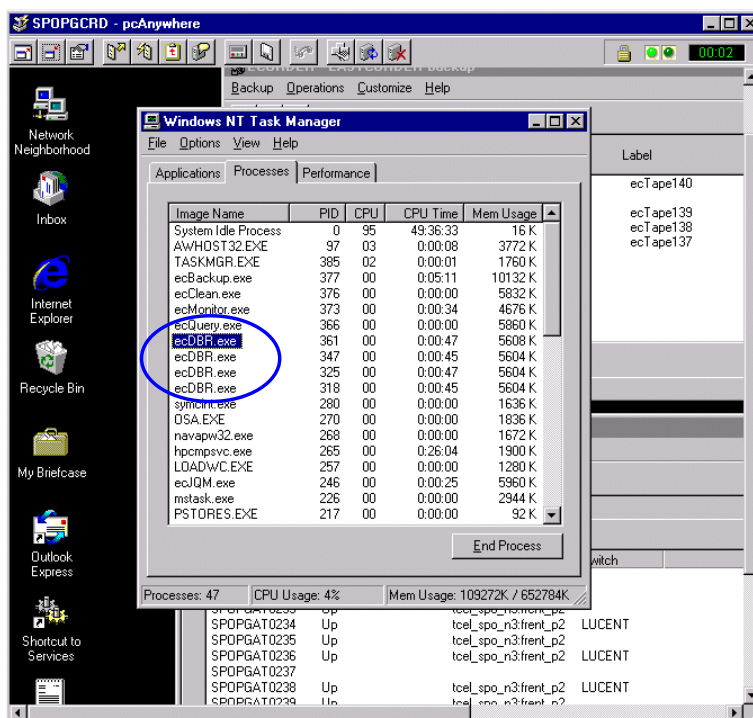 SPOPGCRD - pcAnywhere
00:02
Backup Operations Customize Help
Windows NT Task Manager
File Options View Help
Applications Processes Performance
Image Name PID CPU CPU Time Mem Usage
System Idle Process 0 95 49:36:33 16 K
AWHOST32.EXE 97 03 0:00:08 3772 K
TASKMGR.EXE 385 02 0:00:01 1760 K
ecBackup.exe 377 00 0:05:11 10132 K
ecClean.exe 376 00 0:00:00 5832 K
ecMonitor.exe 373 00 0:00:34 4676 K
ecQuery.exe 366 00 0:00:00 5860 K
ecDBR.exe 361 00 0:00:47 5608 K
ecDBR.exe 347 00 0:00:45 5604 K
ecDBR.exe 325 00 0:00:47 5604 K
ecDBR.exe 318 00 0:00:45 5604 K
280 00 0:00:00 1636 K
OSA.EXE 270 00 0:00:00 1836 K
navapw32.exe 268 00 0:00:00 1672 K
hpcmpsvc.exe 265 00 0:26:04 1900 K
LOADWC.EXE 257 00 0:00:00 1280 K
ecJQM.exe 246 00 0:00:25 5960 K
mstask.exe 226 00 0:00:00 2944 K
PSTORES.EXE 217 00 0:00:00 92 K
End Process
Processes: 47 CPU Usage: 4% Mem Usage: 109272K / 652784K
Network
Neighborhood
Inbox
Internet
Explorer
Recycle Bin
My Briefcase
Outlook
Express
Shortcut to
Services
Label
ecTape140
ecTape139
ecTape138
ecTape137
witch
SPOPGAT0234 Up tcel_spo_n3:frent_p2 LUCENT
SPOPGAT0235 Up tcel_spo_n3:frent_p2
SPOPGAT0236 Up tcel_spo_n3:frent_p2 LUCENT
SPOPGAT0237
SPOPGAT0238 Up tcel_spo_n3:frent_p2 LUCENT
SPOPGAT0239 Up tcel_spo_n3:frent_p2